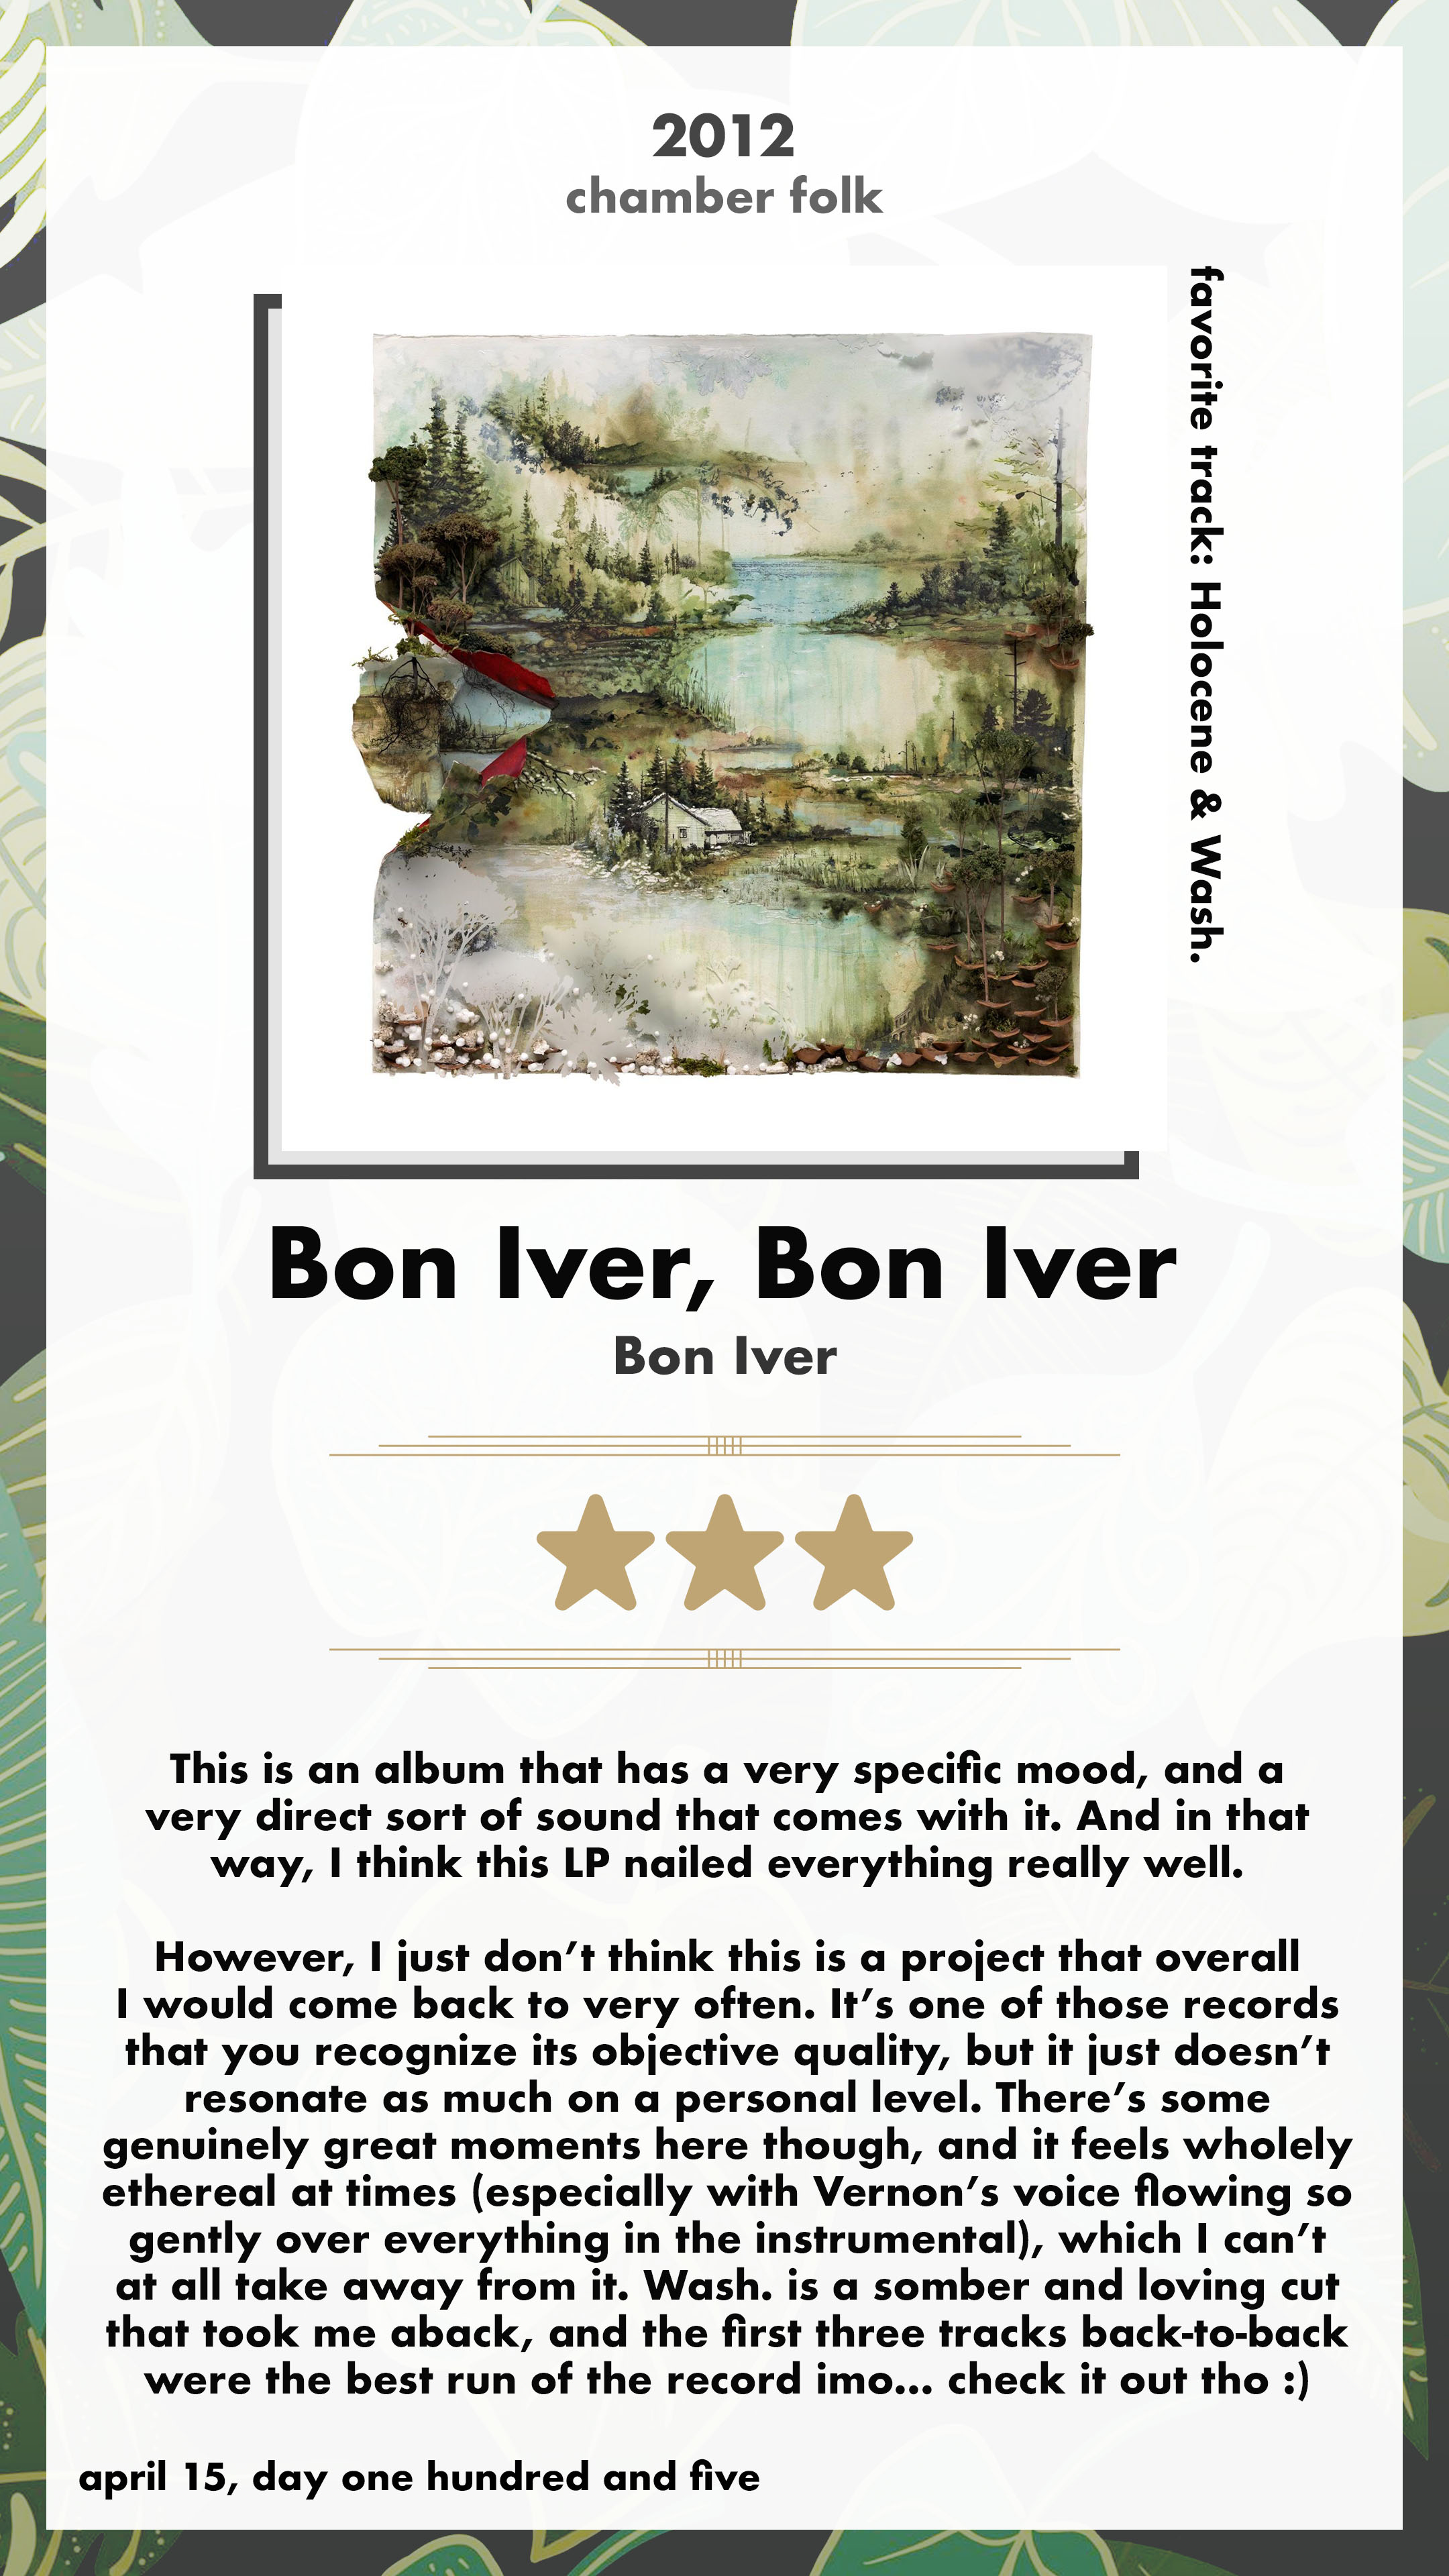 2012
chamber folk
favorite track: Holocene & Wash.
Bon Iver, Bon Iver
Bon Iver
This is an album that has a very specific mood, and a
very direct sort of sound that comes with it. And in that
way, I think this LP nailed everything really well.
However, I just don’t think this is a project that overall
I would come back to very often. It’s one of those records
that you recognize its objective quality, but it just doesn’t
resonate as much on a personal level. There’s some
genuinely great moments here though, and it feels wholely
ethereal at times (especially with Vernon’s voice flowing so
gently over everything in the instrumental), which I can’t
at all take away from it. Wash. is a somber and loving cut
that took me aback, and the first three tracks back-to-back
were the best run of the record imo... check it out tho :)
april 15, day one hundred and five